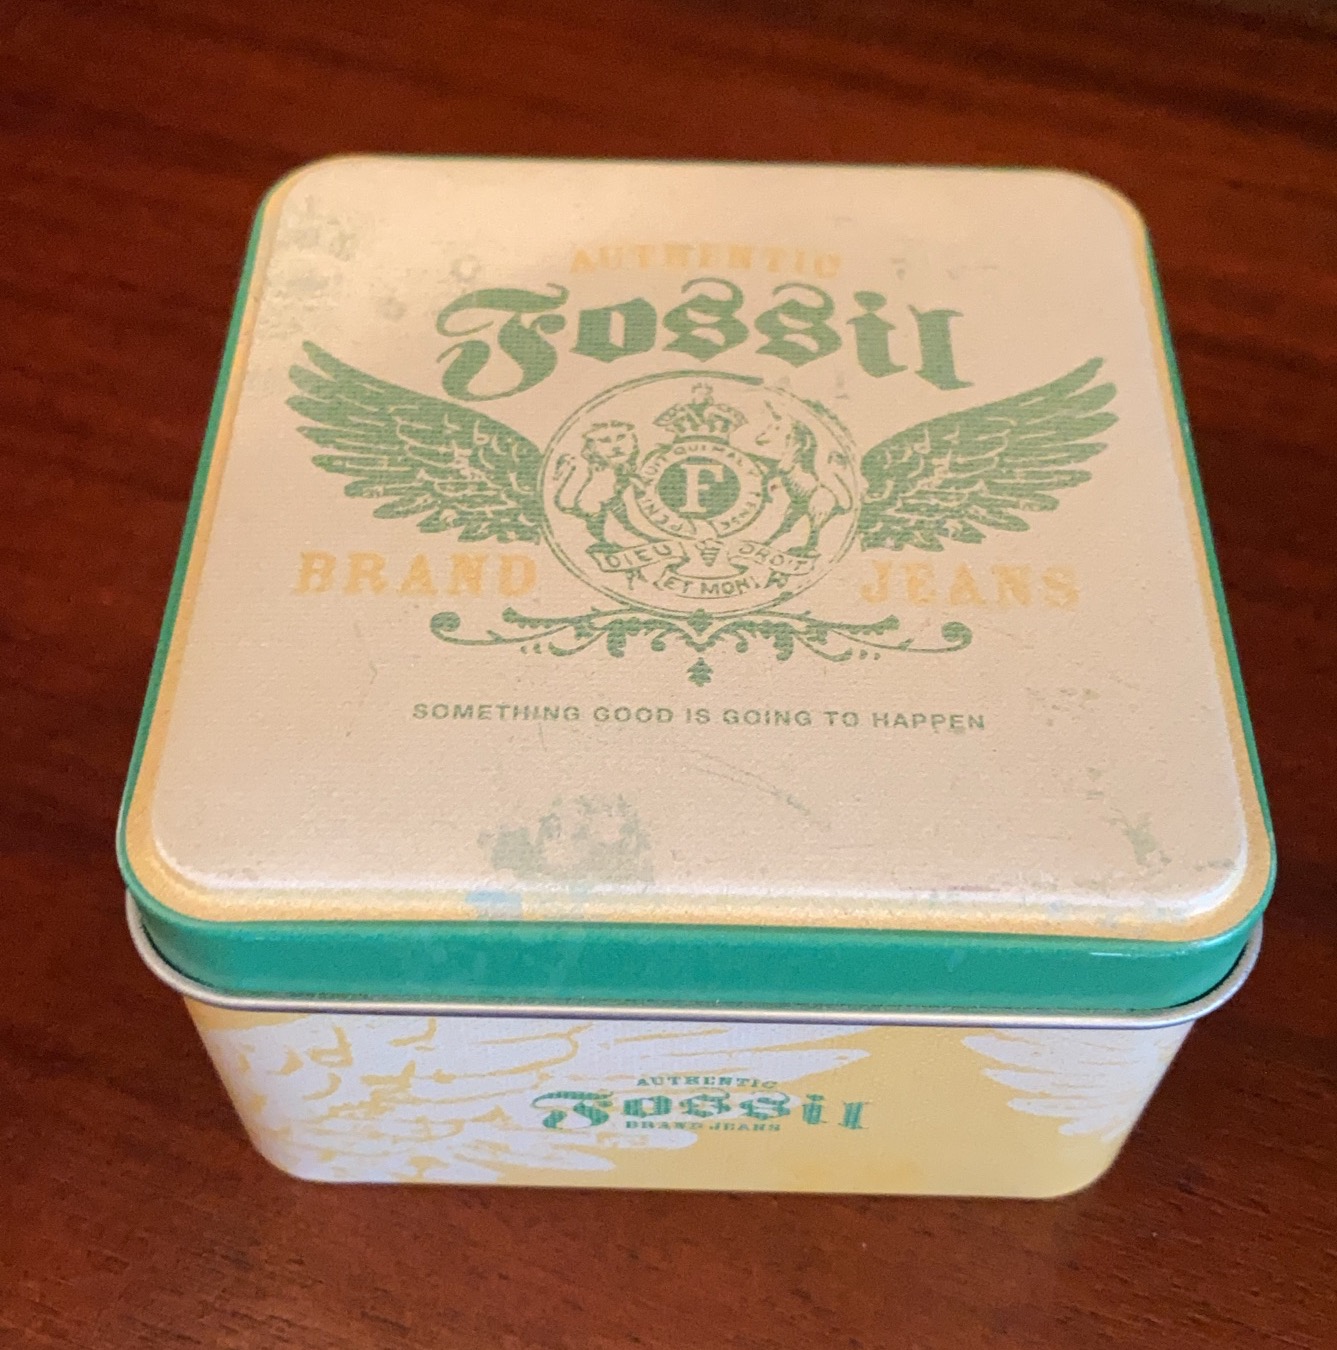 AUTHENTIC
Fossil
F
DIEU ET MON DROIT
BRAND JEANS
SOMETHING GOOD IS GOING TO HAPPEN
AUTHENTIC
Fossil
BRAND JEANS